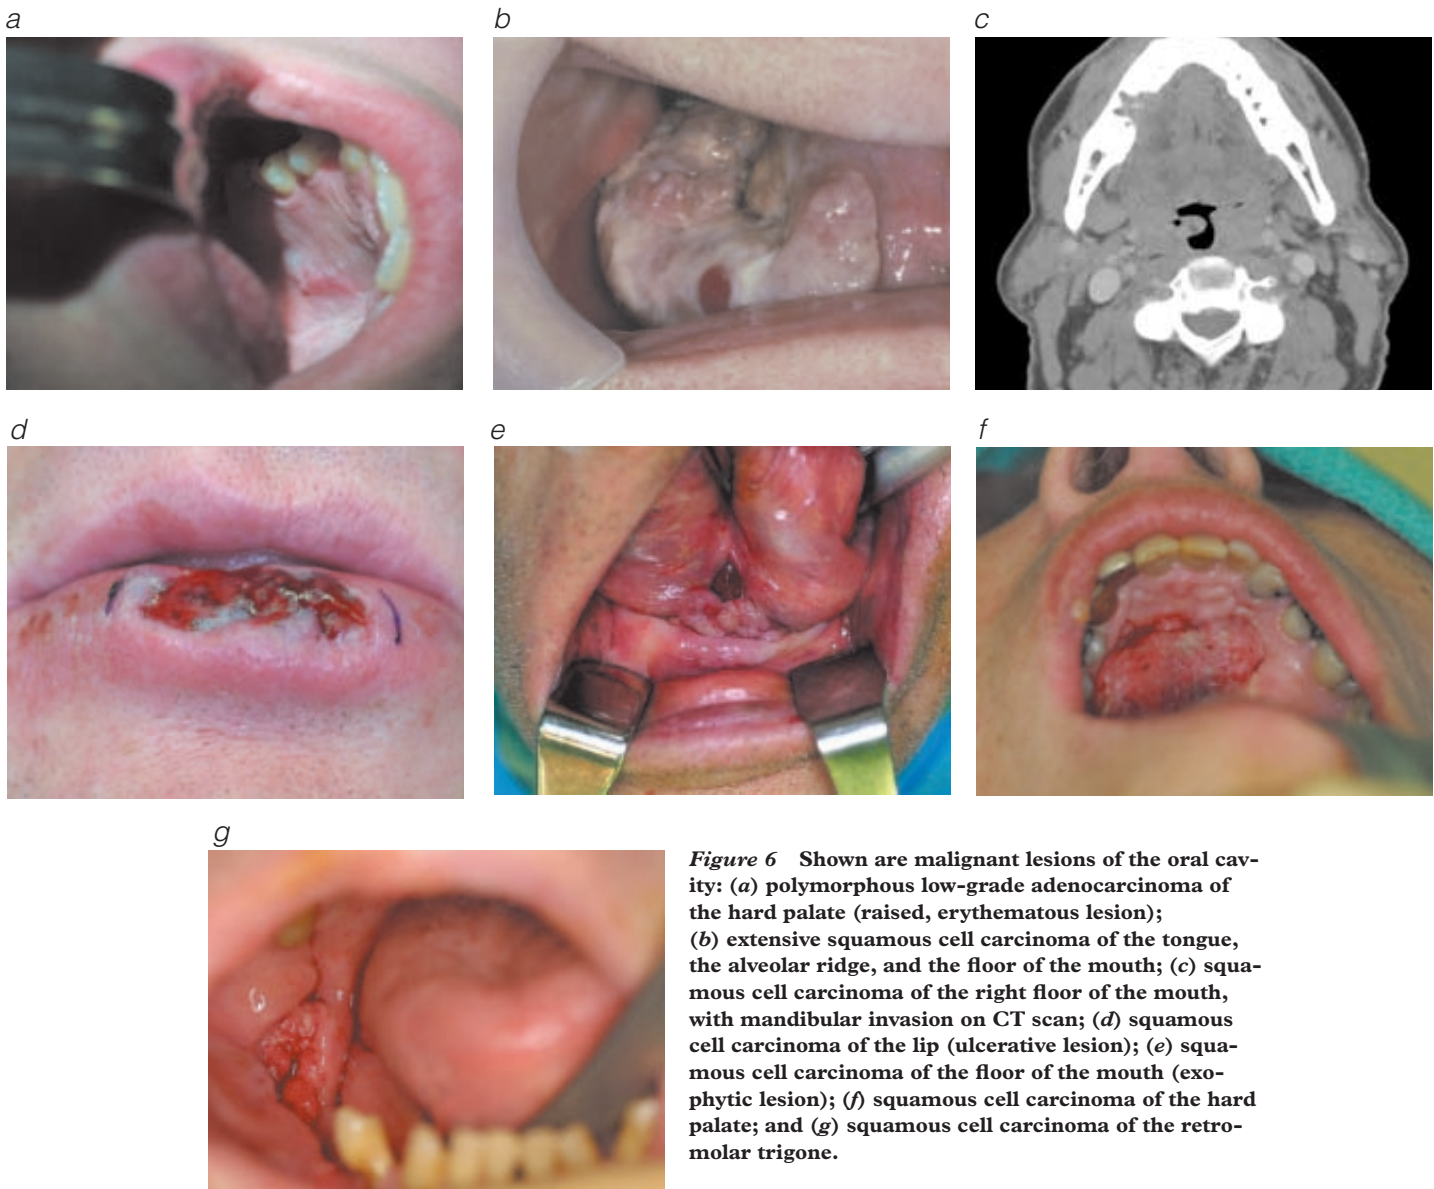 a
b
c
d
e
f
g
Figure 6 Shown are malignant lesions of the oral cav-
ity: (a) polymorphous low-grade adenocarcinoma of
the hard palate (raised, erythematous lesion);
(b) extensive squamous cell carcinoma of the tongue,
the alveolar ridge, and the floor of the mouth; (c) squa-
mous cell carcinoma of the right floor of the mouth,
with mandibular invasion on CT scan; (d) squamous
cell carcinoma of the lip (ulcerative lesion); (e) squa-
mous cell carcinoma of the floor of the mouth (exo-
phytic lesion); (f) squamous cell carcinoma of the hard
palate; and (g) squamous cell carcinoma of the retro-
molar trigone.